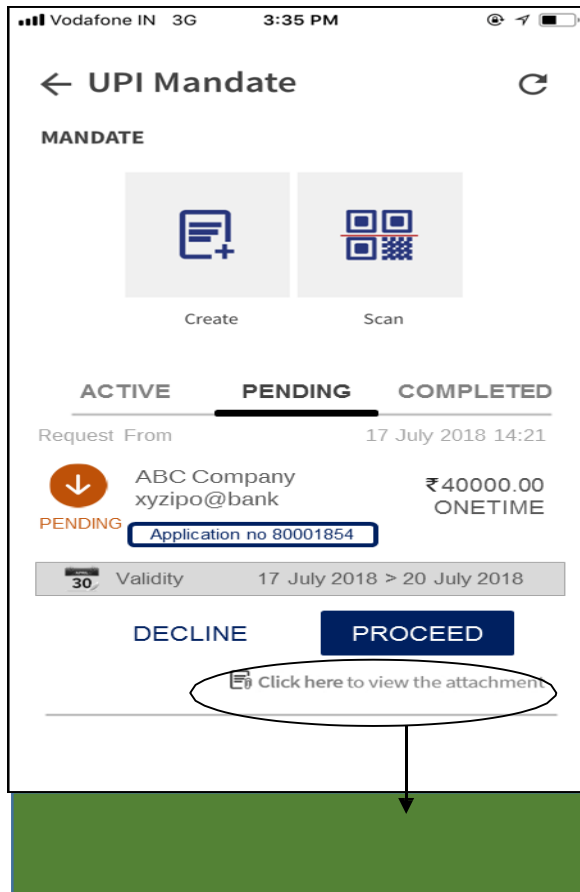 Vodafone IN 3G 3:35 PM
← UPI Mandate
MANDATE
Create Scan
ACTIVE PENDING COMPLETED
Request From 17 July 2018 14:21
ABC Company
xyzipo@bank
₹40000.00
ONETIME
PENDING
Application no 80001854
30 Validity 17 July 2018 > 20 July 2018
DECLINE PROCEED
Click here to view the attachment